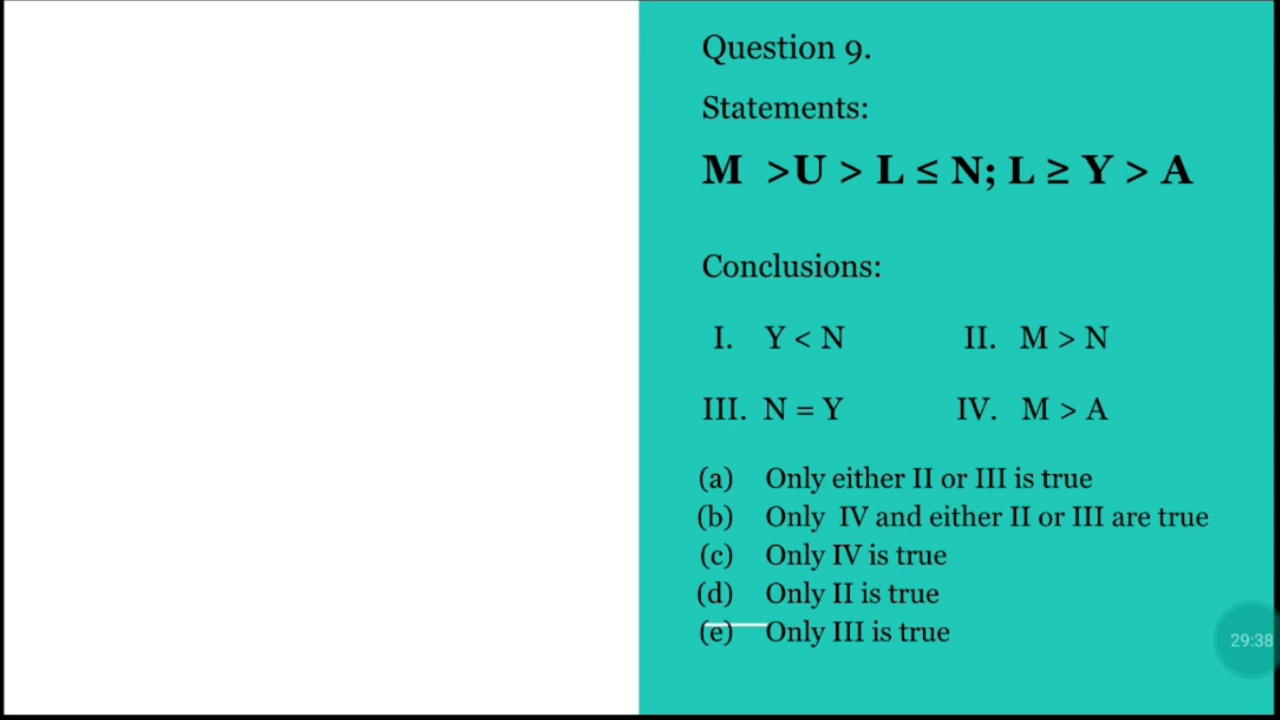 Question 9.
Statements:
M >U > L ≤ N; L ≥ Y > A
Conclusions:
I. Y < N II. M > N
III. N = Y IV. M > A
(a) Only either II or III is true
(b) Only IV and either II or III are true
(c) Only IV is true
(d) Only II is true
(e) Only III is true
29:38